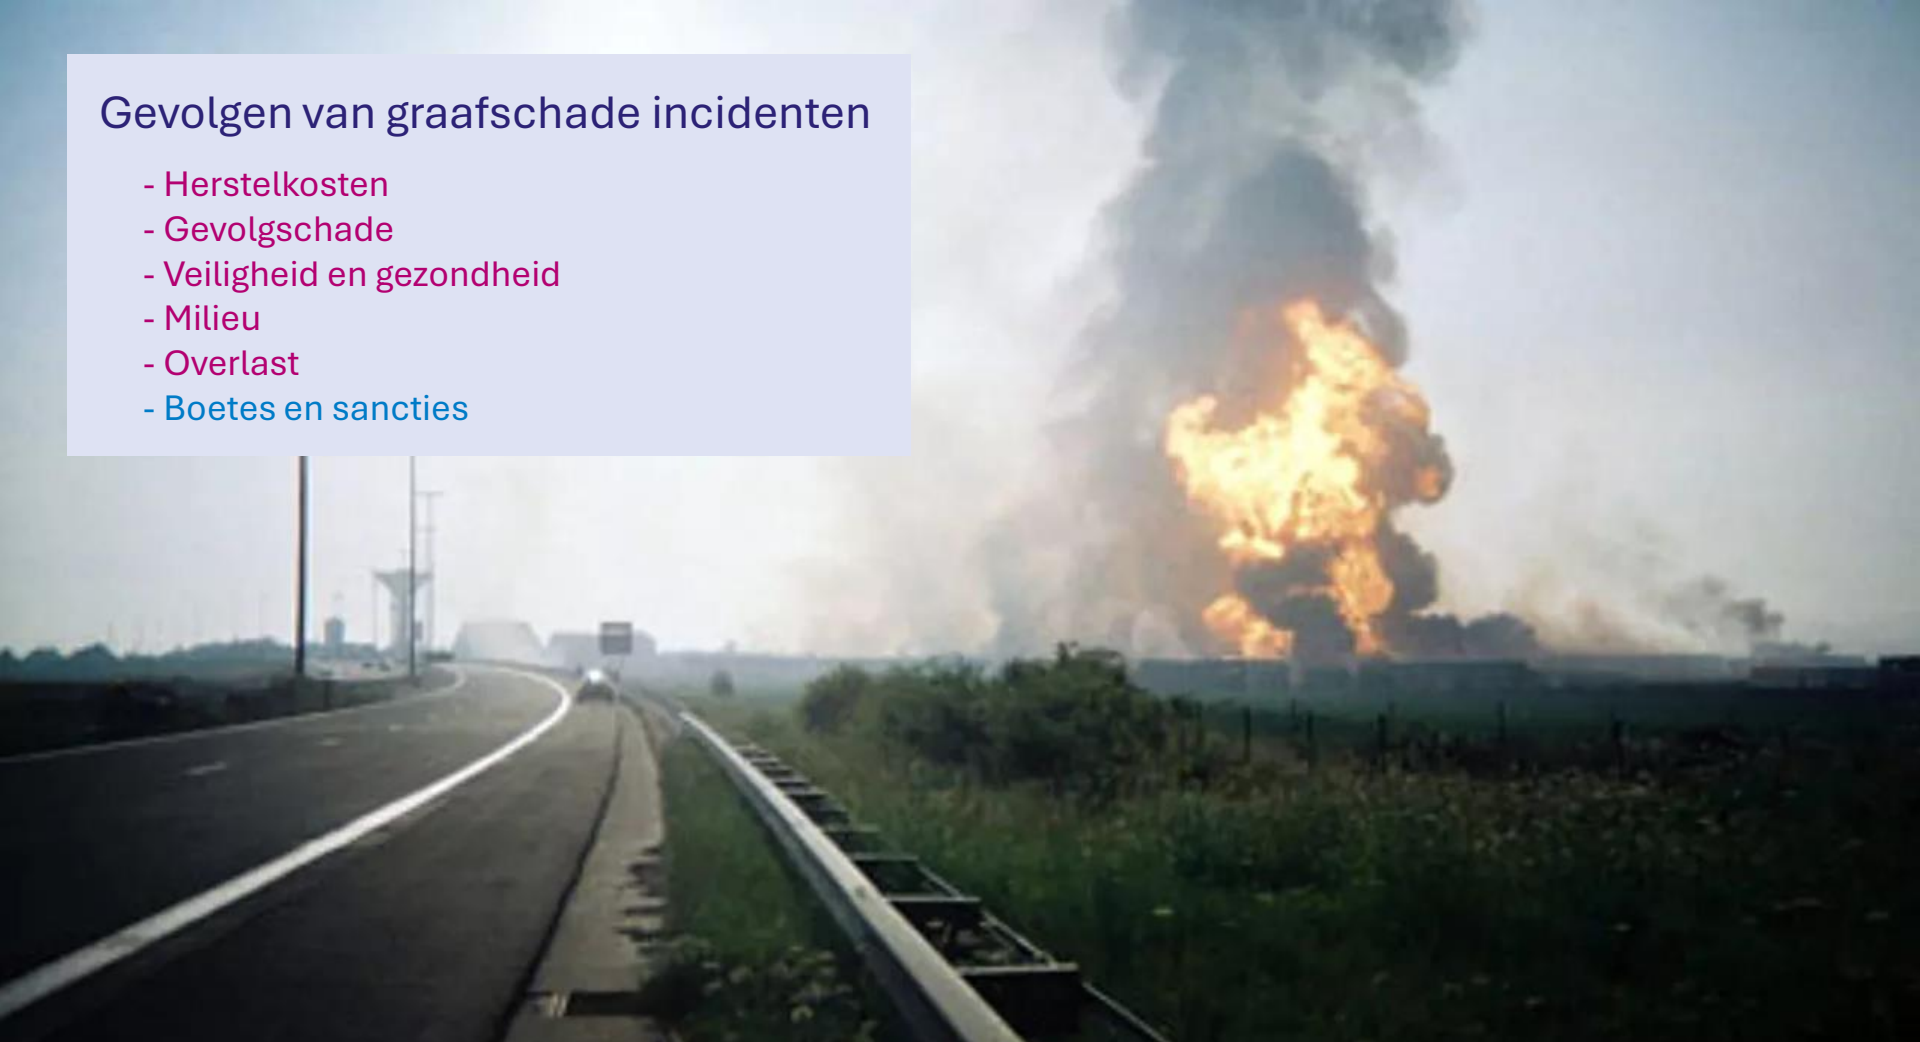 Gevolgen van graafschade incidenten
- Herstelkosten
- Gevolgschade
- Veiligheid en gezondheid
- Milieu
- Overlast
- Boetes en sancties